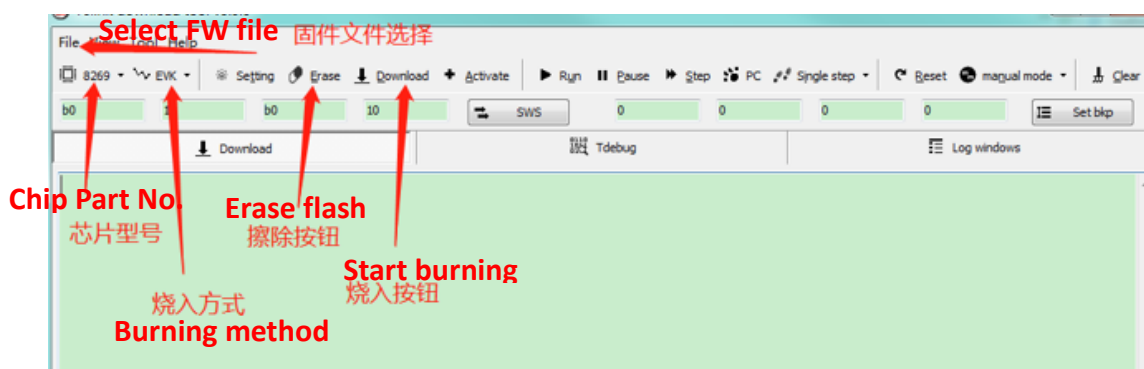 Select FW file 固件文件选择
File View Tool Help
8269 EVK Setting Erase Download Activate Run Pause Step PC Single step Reset manual mode Clear
b0 b0 10 SWS 0 0 0 0 Set bkp
Download Tdebug Log windows
Chip Part No. Erase flash
芯片型号 擦除按钮
Start burning
烧入方式 烧入按钮
Burning method